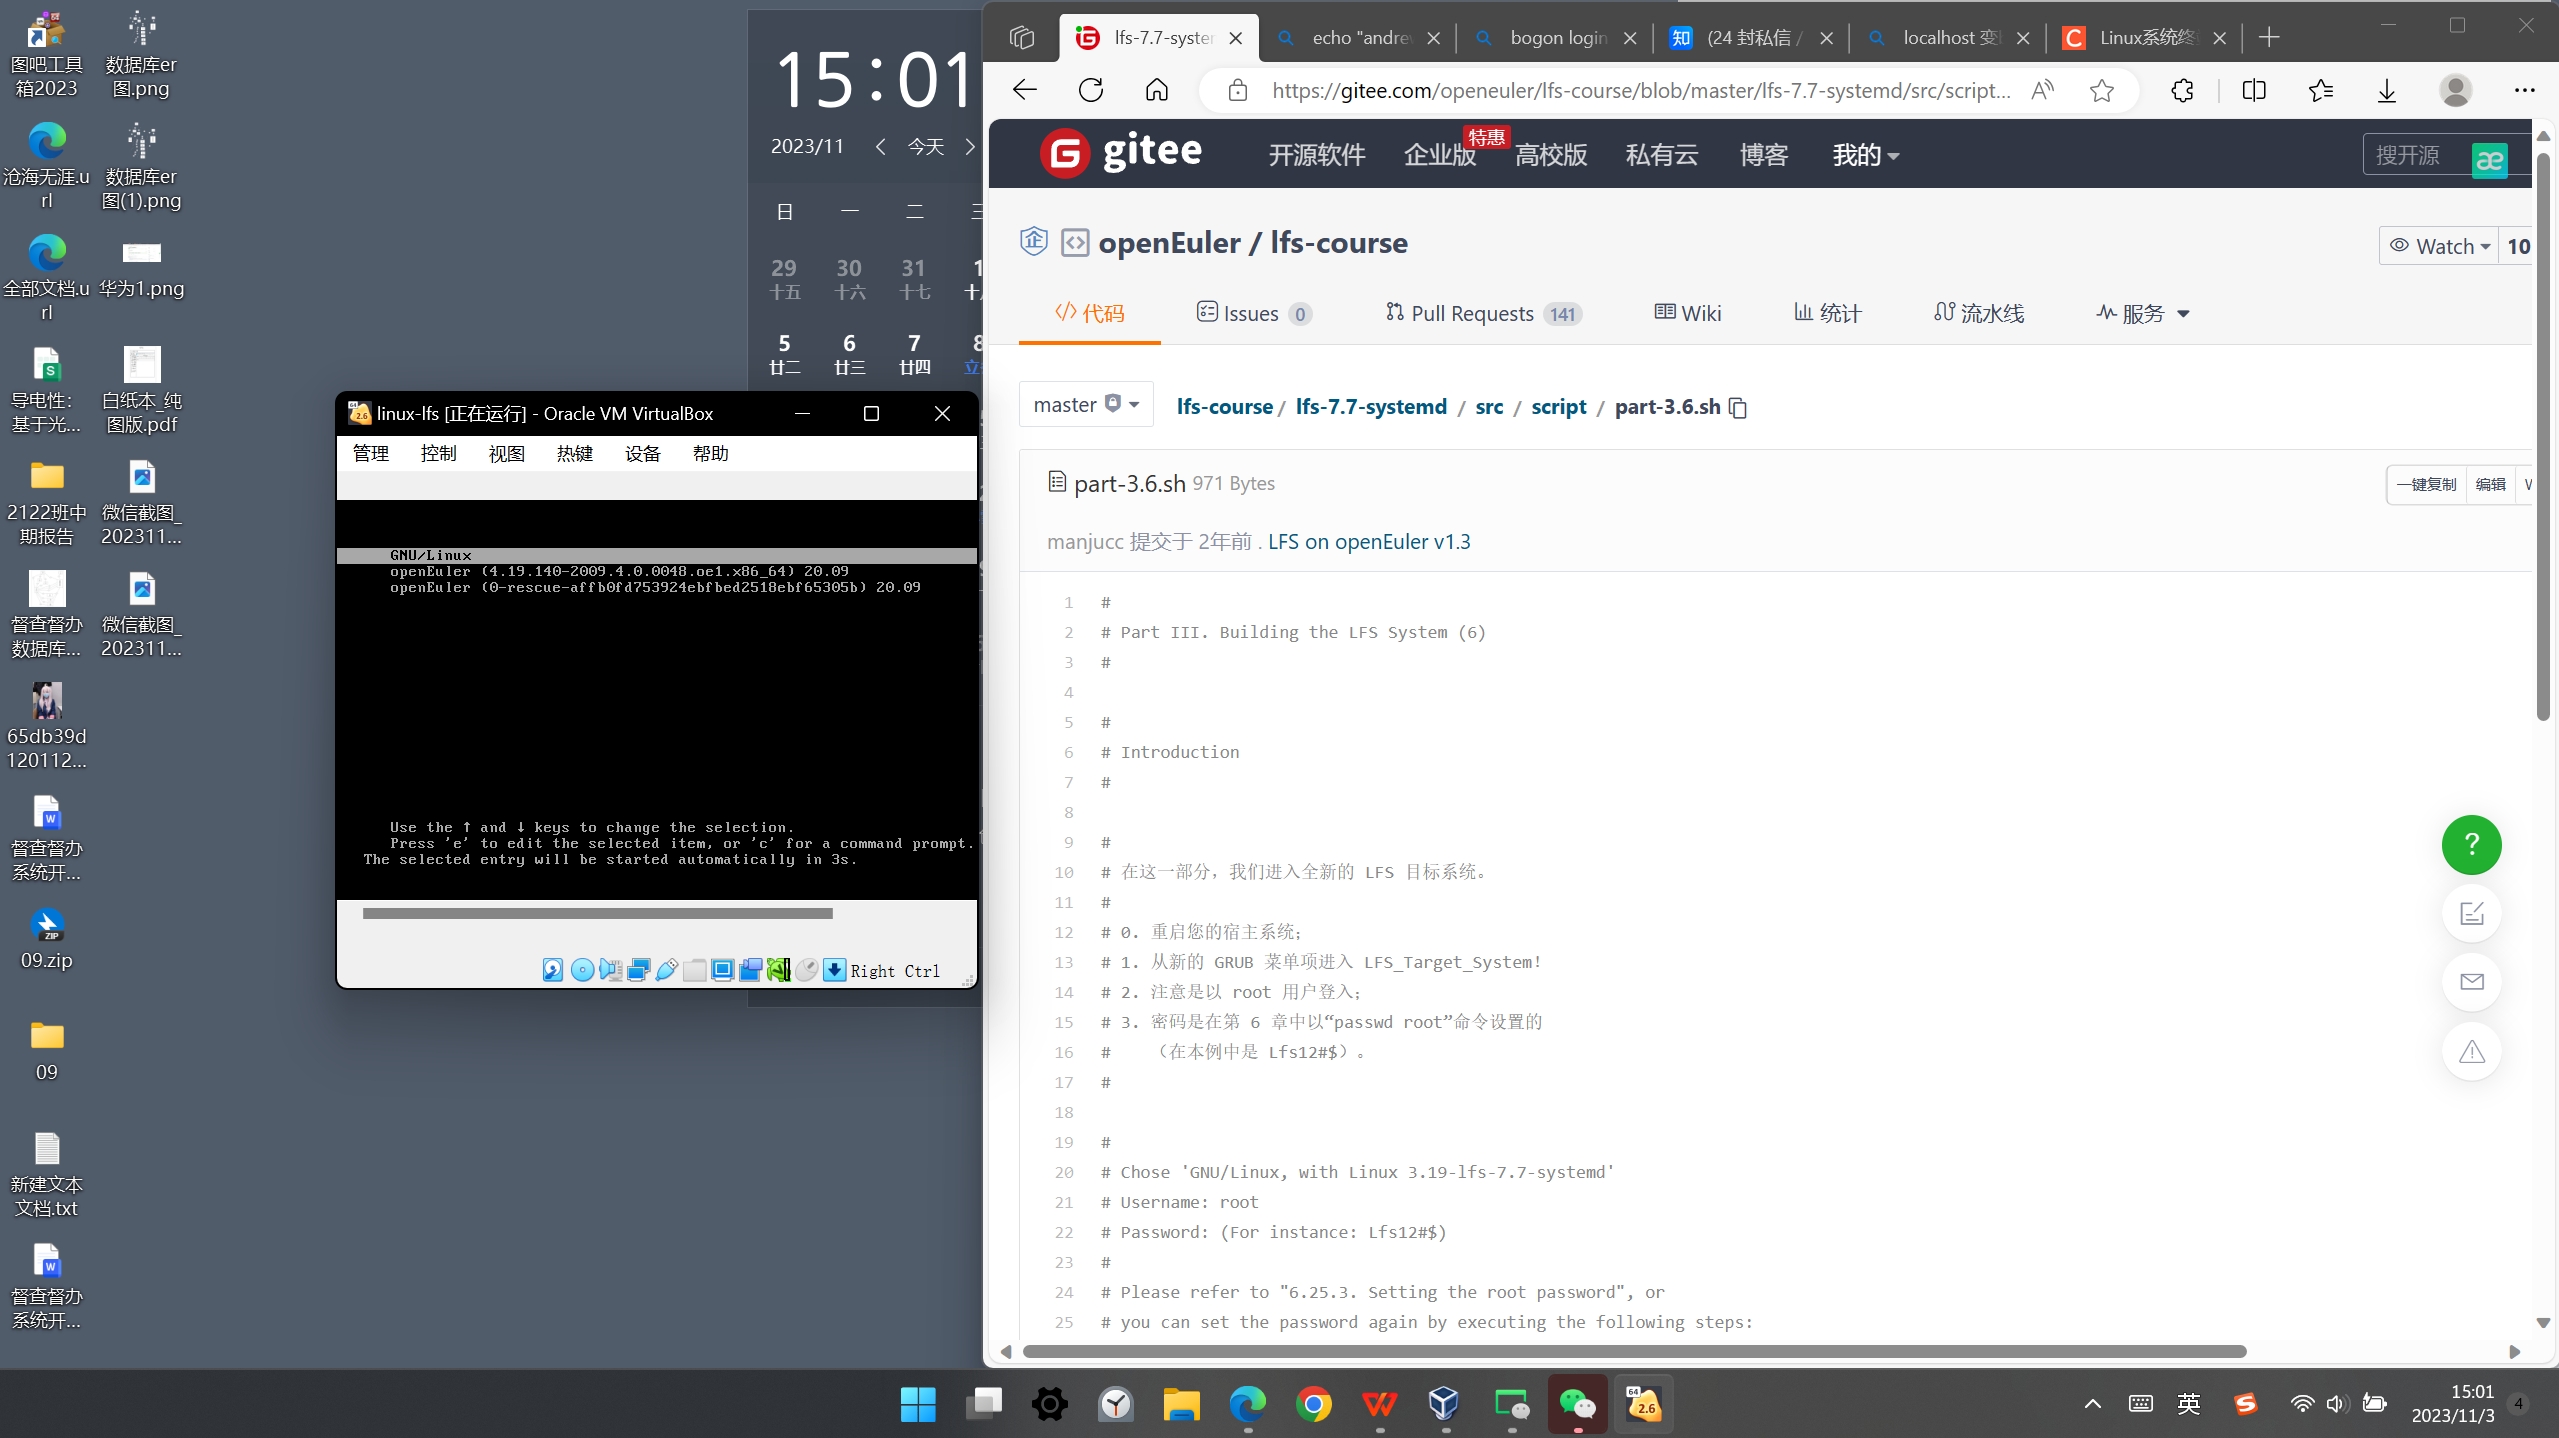 图吧工具箱2023
数据库er图.png
沧海无涯.url
数据库er图(1).png
全部文档.url
华为1.png
导电性：基于光...
白纸本_纯图版.pdf
2122班中期报告
微信截图_202311...
督查督办数据库...
微信截图_202311...
65db39d120112...
督查督办系统开...
09.zip
09
新建文本文档.txt
督查督办系统开...
15:01
2023/11
今天
日 一 二
29 30 31 1
十五 十六 十七
5 6 7 8
廿二 廿三 廿四
linux-lfs [正在运行] - Oracle VM VirtualBox
管理 控制 视图 热键 设备 帮助
GNU/Linux
openEuler (4.19.140-2009.4.0.0048.oe1.x86_64) 20.09
openEuler (0-rescue-affb0fd753924ebfbed2518ebf65305b) 20.09
Use the ↑ and ↓ keys to change the selection.
Press 'e' to edit the selected item, or 'c' for a command prompt.
The selected entry will be started automatically in 3s.
Right Ctrl
lfs-7.7-syster
echo "andre
bogon login
(24 封私信 /
localhost 变
Linux系统终
https://gitee.com/openeuler/lfs-course/blob/master/lfs-7.7-systemd/src/script...
gitee
开源软件 企业版 特惠 高校版 私有云 博客 我的
搜开源
openEuler / lfs-course
Watch 10
代码 Issues 0 Pull Requests 141 Wiki 统计 流水线 服务
master lfs-course / lfs-7.7-systemd / src / script / part-3.6.sh
part-3.6.sh 971 Bytes
一键复制 编辑
manjucc 提交于 2年前 . LFS on openEuler v1.3
1 #
2 # Part III. Building the LFS System (6)
3 #
4
5 #
6 # Introduction
7 #
8
9 #
10 # 在这一部分，我们进入全新的 LFS 目标系统。
11 #
12 # 0. 重启您的宿主系统；
13 # 1. 从新的 GRUB 菜单项进入 LFS_Target_System!
14 # 2. 注意是以 root 用户登入；
15 # 3. 密码是在第 6 章中以“passwd root”命令设置的
16 # （在本例中是 Lfs12#$）。
17 #
18
19 #
20 # Chose 'GNU/Linux, with Linux 3.19-lfs-7.7-systemd'
21 # Username: root
22 # Password: (For instance: Lfs12#$)
23 #
24 # Please refer to "6.25.3. Setting the root password", or
25 # you can set the password again by executing the following steps:
英
15:01
2023/11/3
4